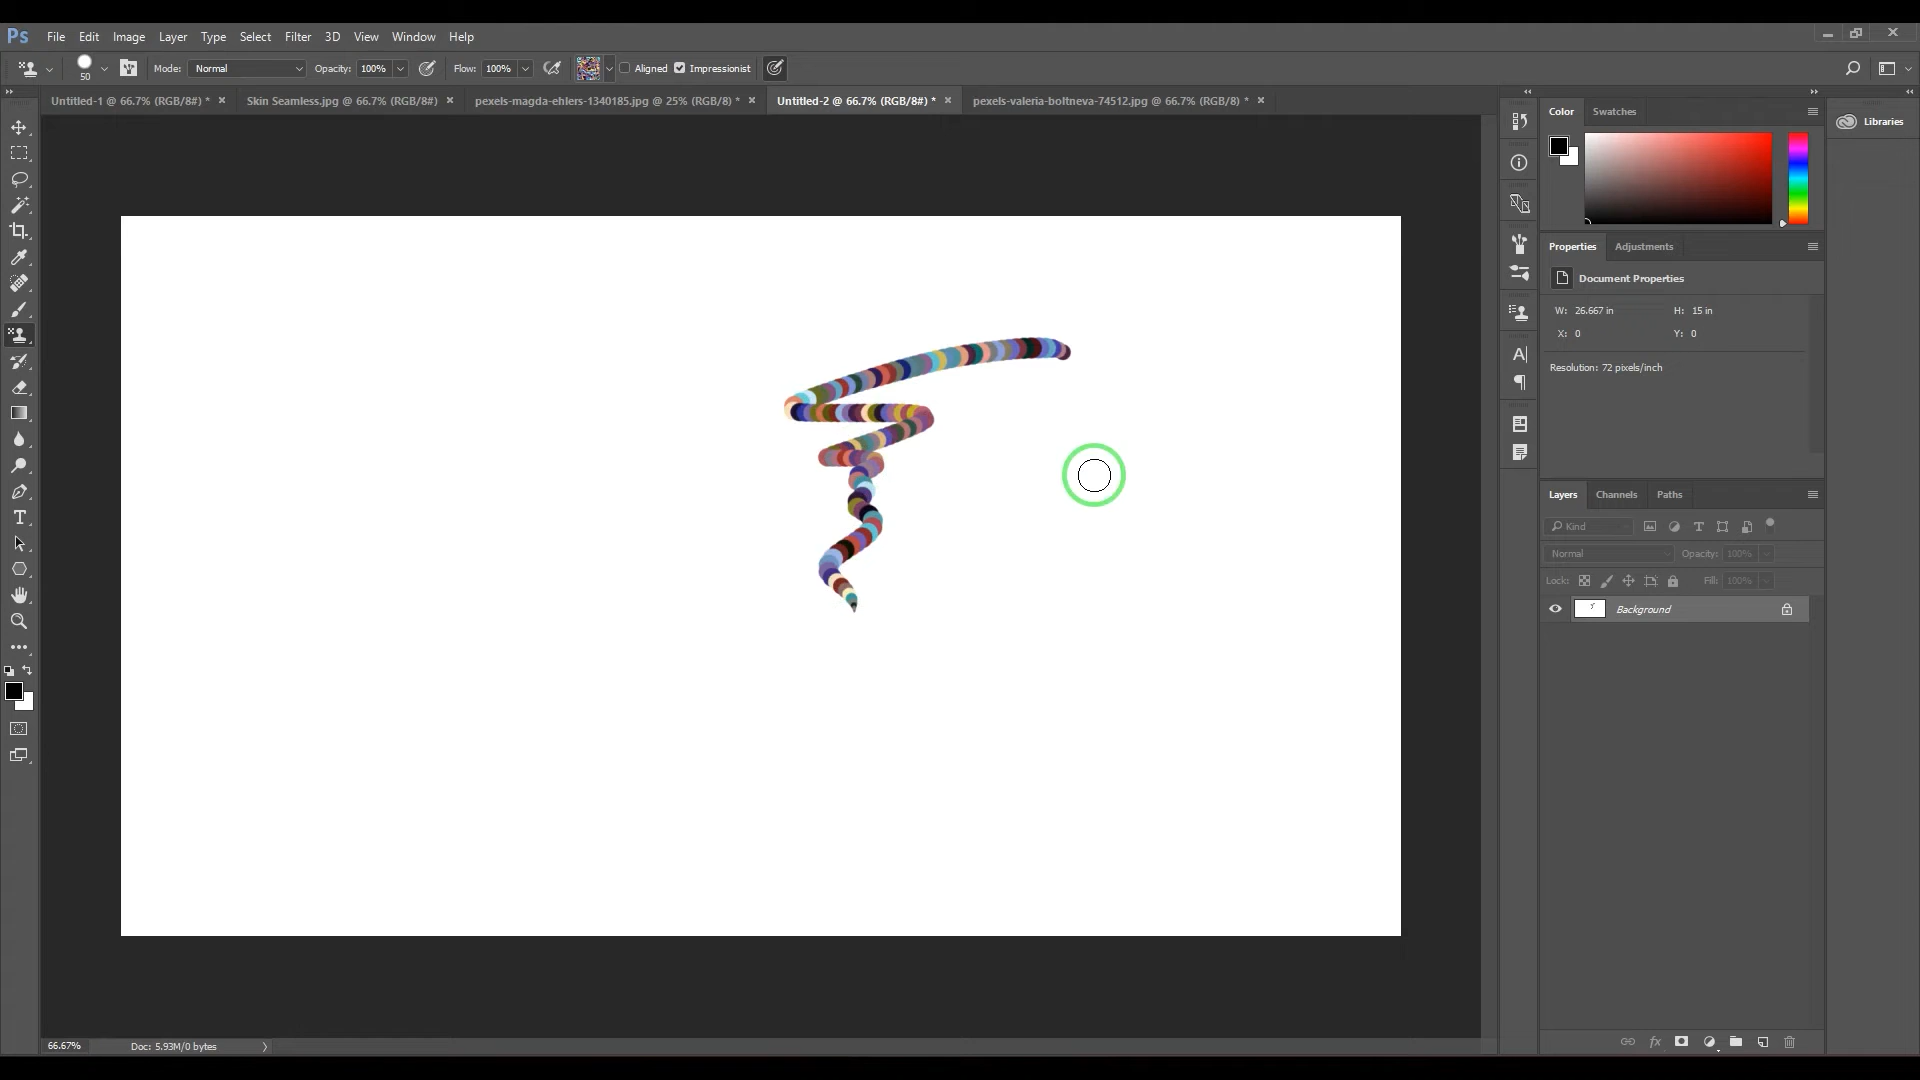 Ps File Edit Image Layer Type Select Filter 3D View Window Help
50 Mode: Normal Opacity: 100% Flow: 100% Aligned Impressionist
Untitled-1 @ 66.7% (RGB/8#) * × Skin Seamless.jpg @ 66.7% (RGB/8#) × pexels-magda-ehlers-1340185.jpg @ 25% (RGB/8) * × Untitled-2 @ 66.7% (RGB/8#) * × pexels-valeria-boltneva-74512.jpg @ 66.7% (RGB/8) * ×
Color Swatches
Libraries
Properties Adjustments
Document Properties
W: 26.667 in H: 15 in
X: 0 Y: 0
Resolution: 72 pixels/inch
Layers Channels Paths
Kind
Normal Opacity: 100%
Lock: Fill: 100%
Background
fx
66.67% Doc: 5.93M/0 bytes